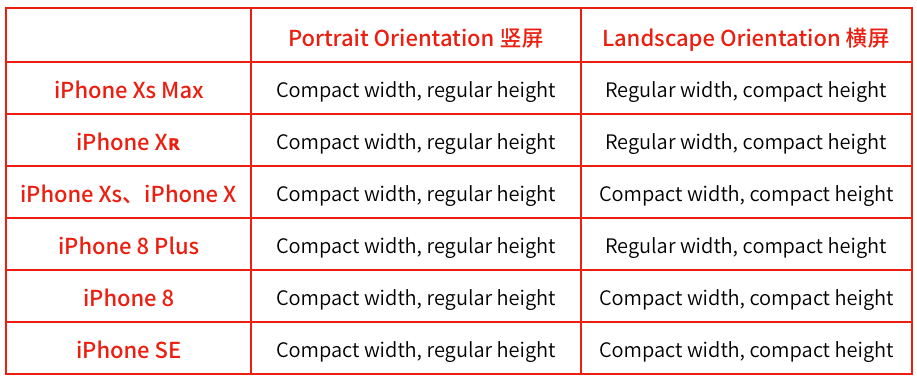 Portrait Orientation 竖屏 Landscape Orientation 横屏
iPhone Xs Max Compact width, regular height Regular width, compact height
iPhone Xʀ Compact width, regular height Regular width, compact height
iPhone Xs、iPhone X Compact width, regular height Compact width, compact height
iPhone 8 Plus Compact width, regular height Regular width, compact height
iPhone 8 Compact width, regular height Compact width, compact height
iPhone SE Compact width, regular height Compact width, compact height